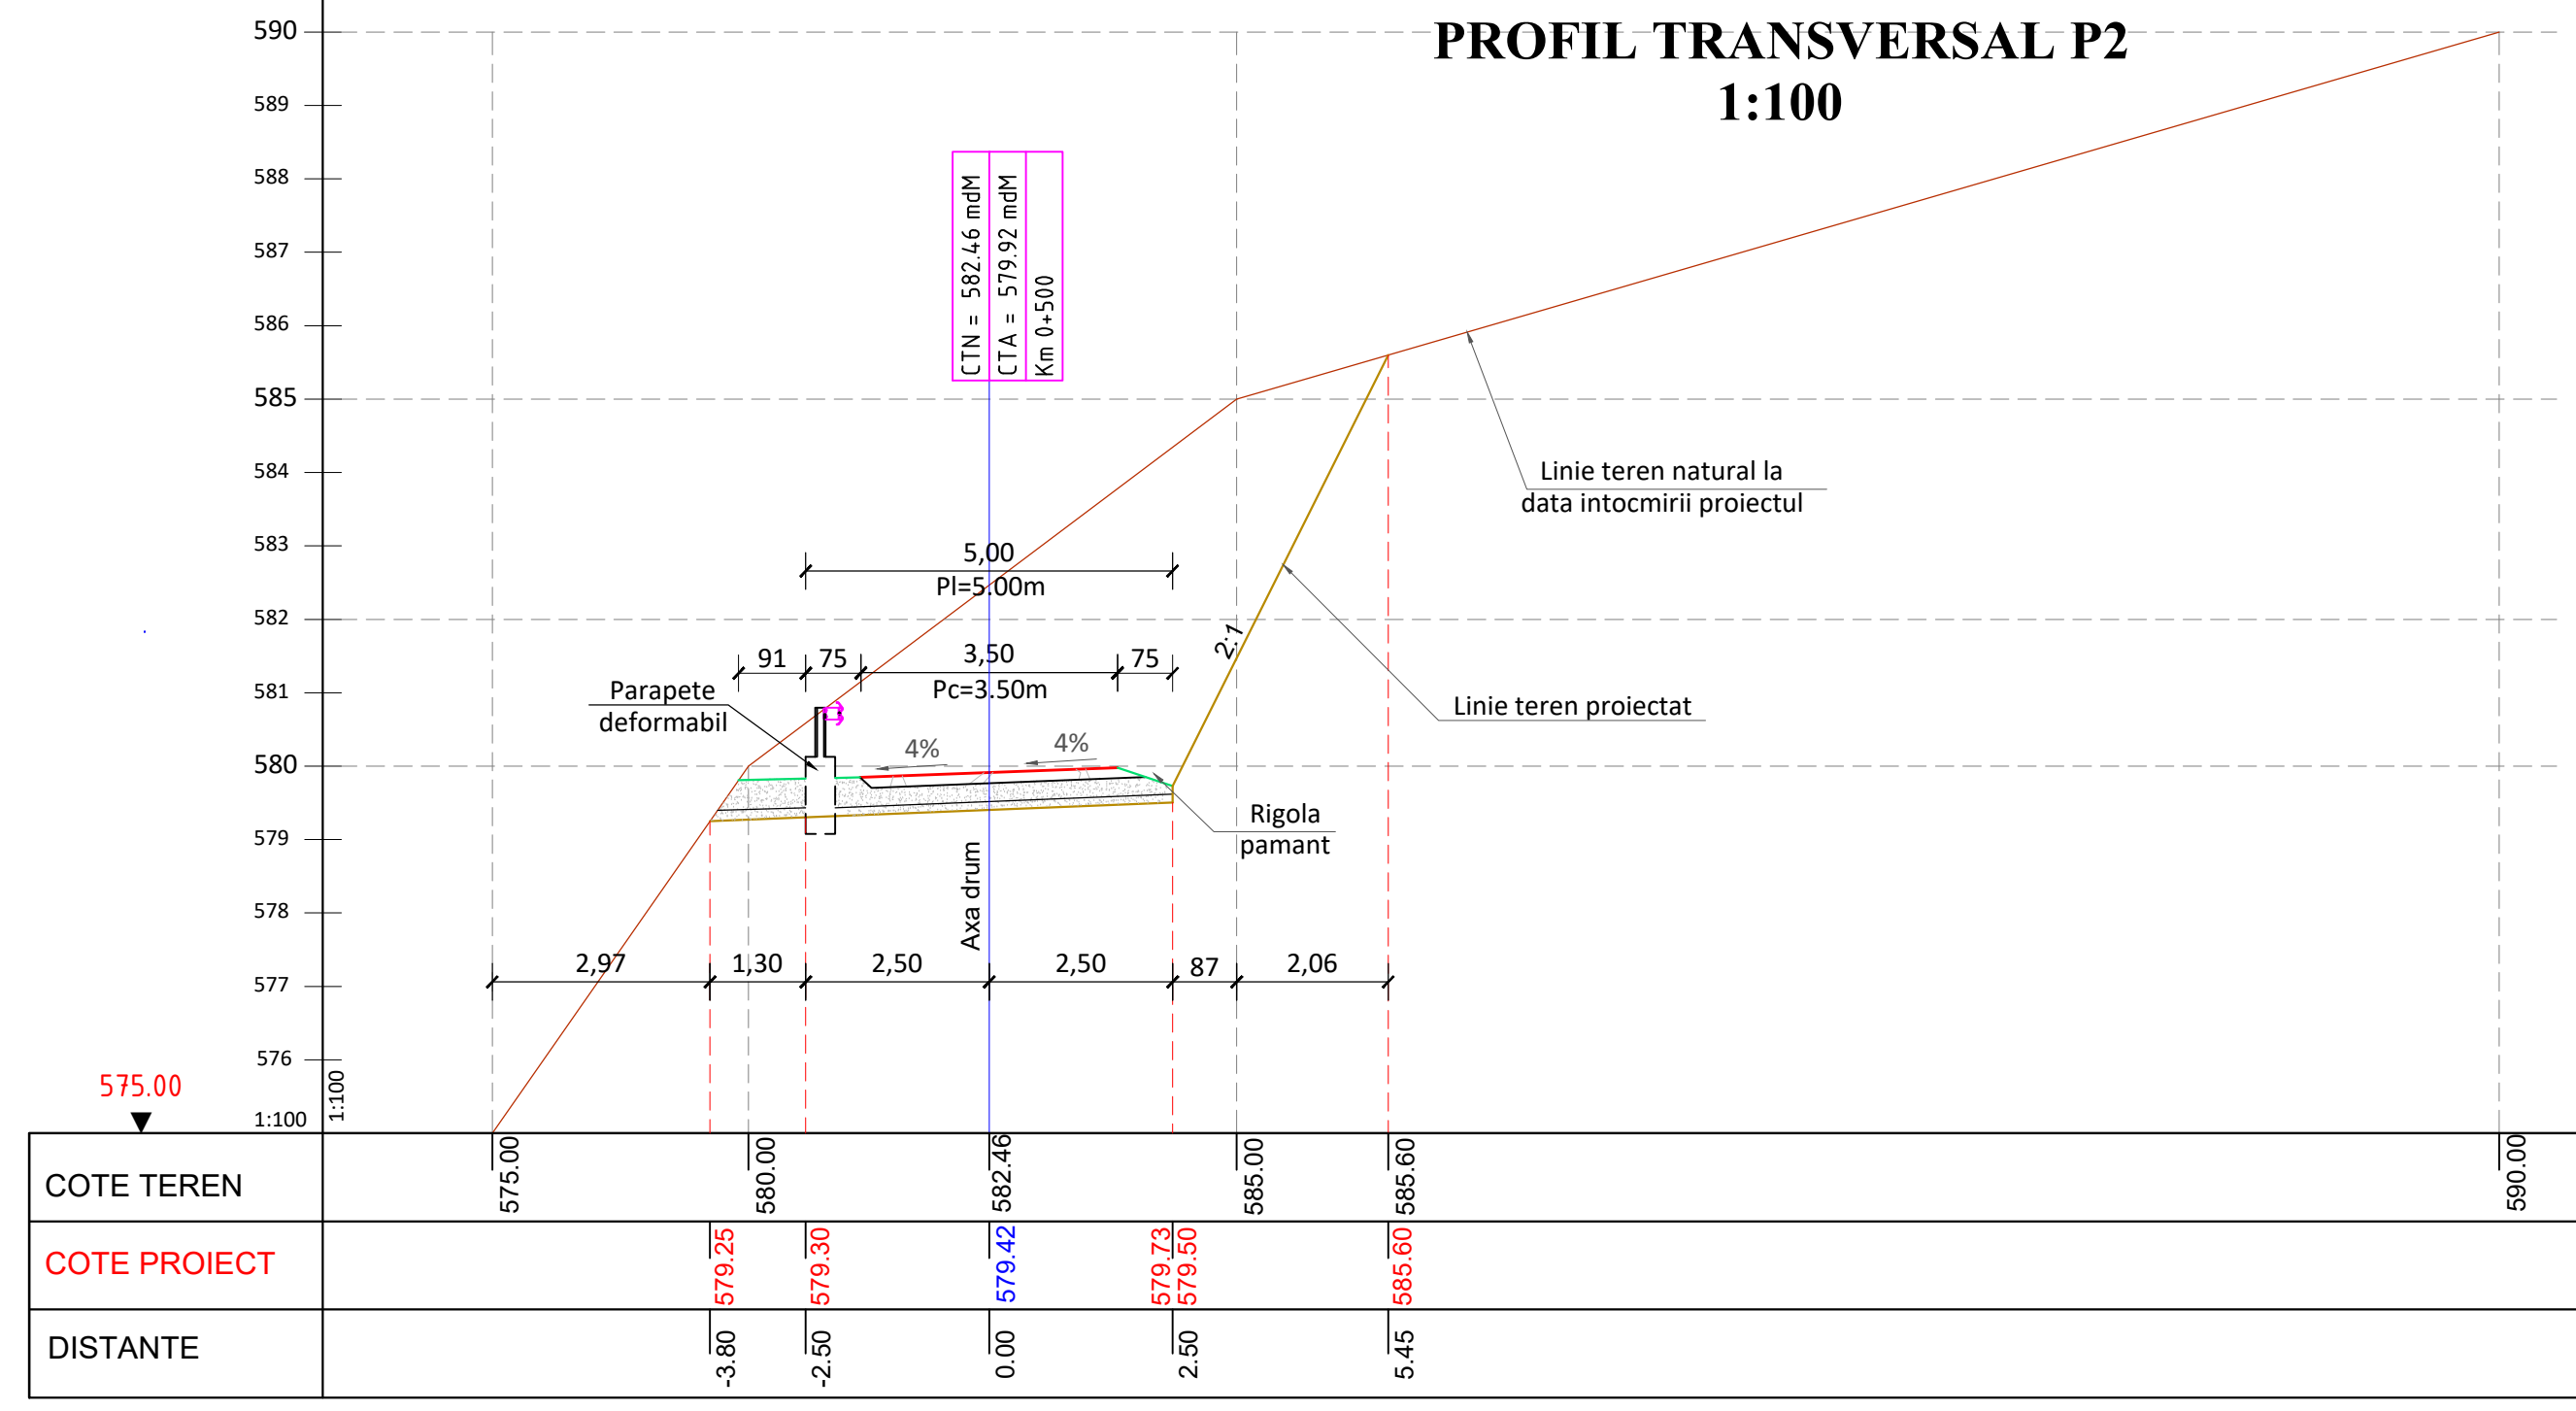 PROFIL TRANSVERSAL P2
1:100
590
589
588
587
586
585
584
583
582
581
580
579
578
577
576
1:100
1:100
575.00
CTN = 582.46 mdM
CTA = 579.92 mdM
Km 0+500
Linie teren natural la
data intocmirii proiectul
5,00
Pl=5.00m
91
75
3,50
75
Pc=3.50m
2:1
Parapete
deformabil
Linie teren proiectat
4%
4%
Rigola
pamant
Axa drum
2,97
1,30
2,50
2,50
87
2,06
COTE TEREN
575.00
580.00
582.46
585.00
585.60
590.00
COTE PROIECT
579.25
579.30
579.42
579.73
579.50
585.60
DISTANTE
-3.80
-2.50
0.00
2.50
5.45